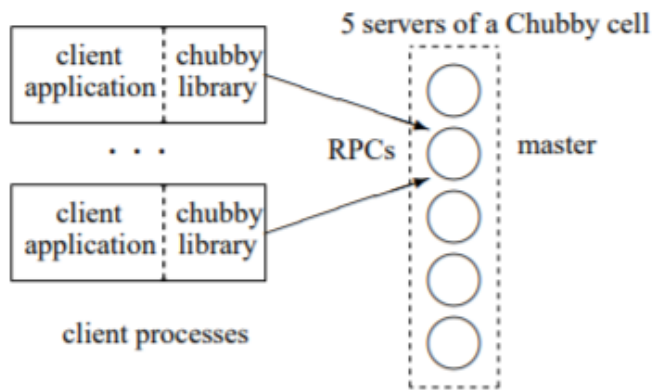 5 servers of a Chubby cell
client
application
chubby
library
. . .
RPCs
master
client
application
chubby
library
client processes